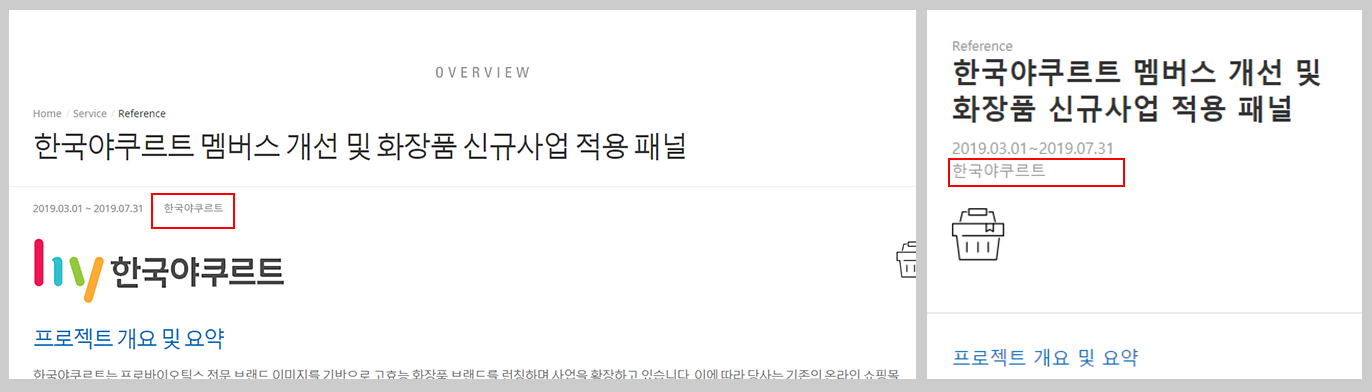 OVERVIEW
Home / Service / Reference
한국야쿠르트 멤버스 개선 및 화장품 신규사업 적용 패널
2019.03.01 ~ 2019.07.31 한국야쿠르트
hy 한국야쿠르트
프로젝트 개요 및 요약
한국야쿠르트는 프로바이오틱스 전문 브랜드 이미지를 기반으로 고효능 화장품 브랜드를 런칭하며 사업을 확장하고 있습니다. 이에 따라 당사는 기존의 온라인 쇼핑몰
Reference
한국야쿠르트 멤버스 개선 및
화장품 신규사업 적용 패널
2019.03.01~2019.07.31
한국야쿠르트
프로젝트 개요 및 요약